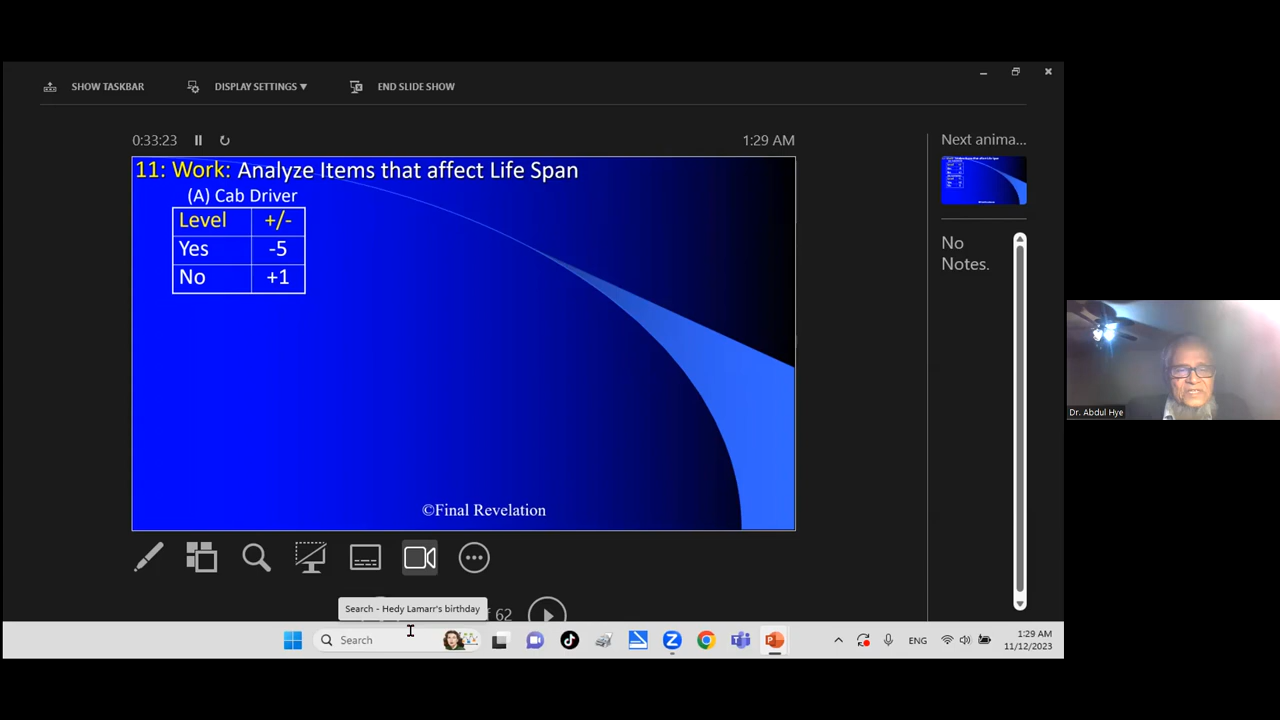 SHOW TASKBAR
DISPLAY SETTINGS ▼
END SLIDE SHOW
0:33:23
1:29 AM
Next anima...
11: Work: Analyze Items that affect Life Span
(A) Cab Driver
Level +/-
Yes -5
No +1
©Final Revelation
No
Notes.
Dr. Abdul Hye
Search - Hedy Lamarr's birthday
62
Search
ENG
1:29 AM
11/12/2023